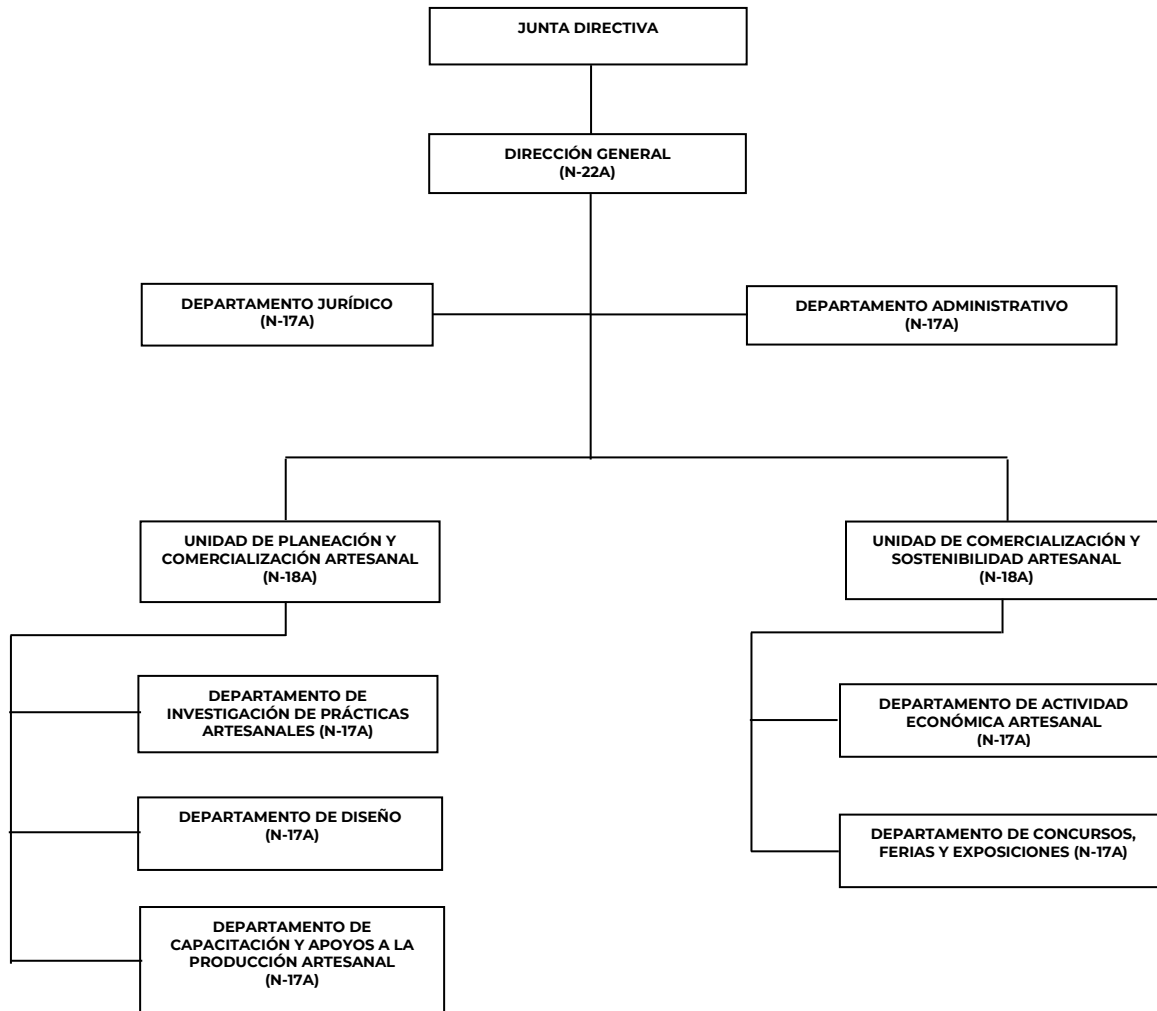 JUNTA DIRECTIVA
DIRECCIÓN GENERAL
(N-22A)
DEPARTAMENTO JURÍDICO
(N-17A)
DEPARTAMENTO ADMINISTRATIVO
(N-17A)
UNIDAD DE PLANEACIÓN Y
COMERCIALIZACIÓN ARTESANAL
(N-18A)
UNIDAD DE COMERCIALIZACIÓN Y
SOSTENIBILIDAD ARTESANAL
(N-18A)
DEPARTAMENTO DE
INVESTIGACIÓN DE PRÁCTICAS
ARTESANALES (N-17A)
DEPARTAMENTO DE ACTIVIDAD
ECONÓMICA ARTESANAL
(N-17A)
DEPARTAMENTO DE DISEÑO
(N-17A)
DEPARTAMENTO DE CONCURSOS,
FERIAS Y EXPOSICIONES (N-17A)
DEPARTAMENTO DE
CAPACITACIÓN Y APOYOS A LA
PRODUCCIÓN ARTESANAL
(N-17A)